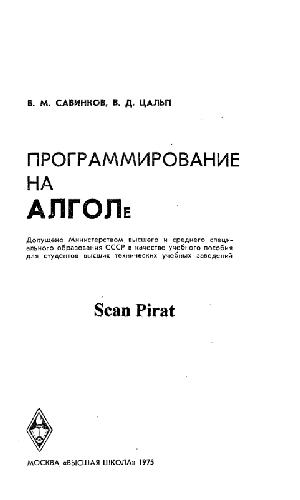 В. М. САВИНКОВ, В. Д. ЦАЛЬП
ПРОГРАММИРОВАНИЕ
НА
АЛГОЛЕ
Допущено Министерством высшего и среднего специ-
ального образования СССР в качестве учебного пособия
для студентов высших технических учебных заведений
Scan Pirat
МОСКВА «ВЫСШАЯ ШКОЛА» 1975